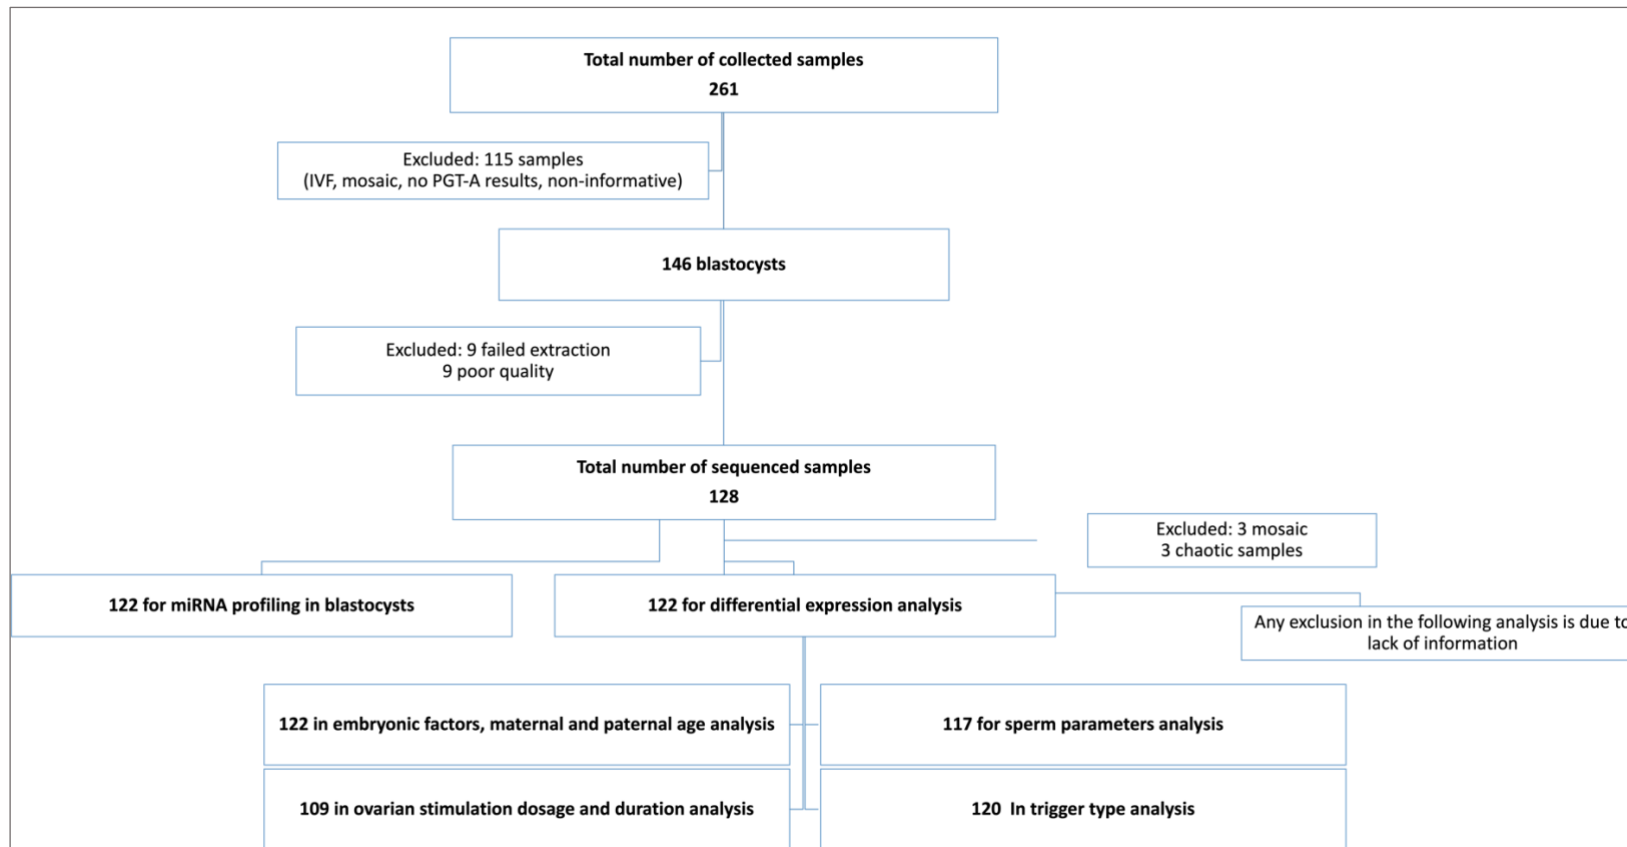 Total number of collected samples
261
Excluded: 115 samples
(IVF, mosaic, no PGT-A results, non-informative)
146 blastocysts
Excluded: 9 failed extraction
9 poor quality
Total number of sequenced samples
128
Excluded: 3 mosaic
3 chaotic samples
122 for miRNA profiling in blastocysts
122 for differential expression analysis
Any exclusion in the following analysis is due to
lack of information
122 in embryonic factors, maternal and paternal age analysis
117 for sperm parameters analysis
109 in ovarian stimulation dosage and duration analysis
120 In trigger type analysis